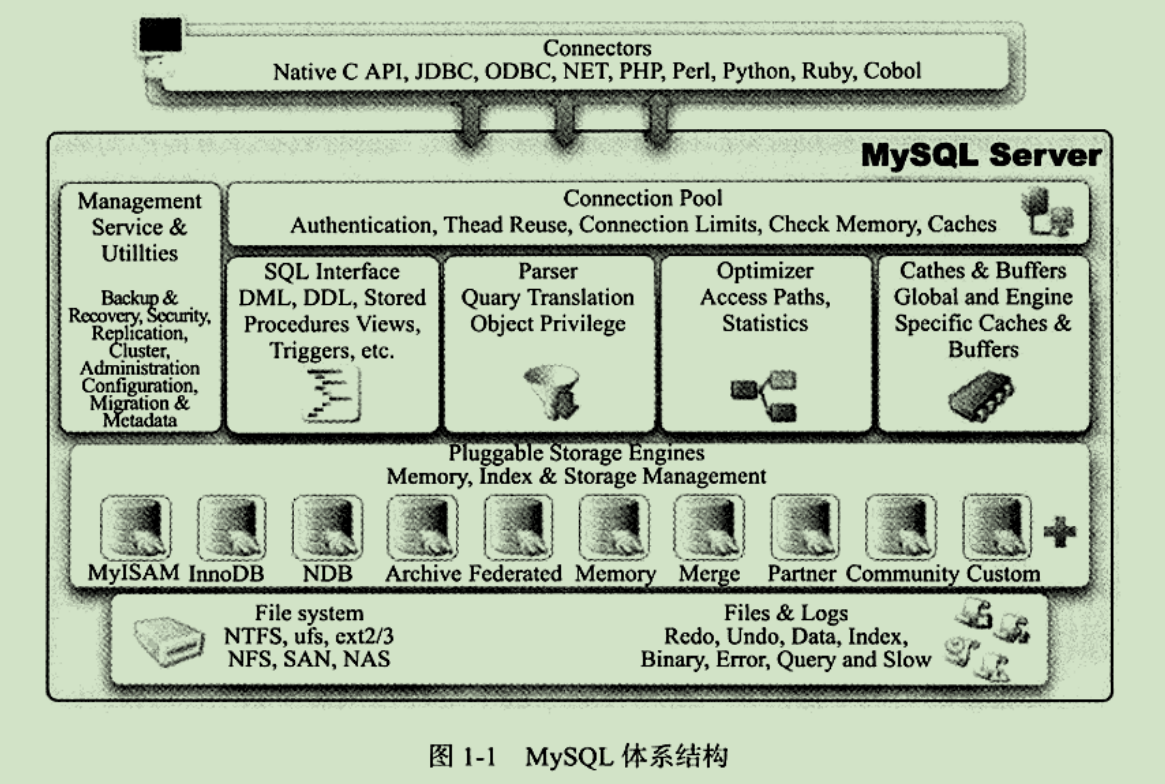 Connectors
Native C API, JDBC, ODBC, NET, PHP, Perl, Python, Ruby, Cobol
MySQL Server
Management
Service &
Utillties
Backup &
Recovery, Security,
Replication,
Cluster,
Administration
Configuration,
Migration &
Metadata
Connection Pool
Authentication, Thead Reuse, Connection Limits, Check Memory, Caches
SQL Interface
DML, DDL, Stored
Procedures Views,
Triggers, etc.
Parser
Quary Translation
Object Privilege
Optimizer
Access Paths,
Statistics
Cathes & Buffers
Global and Engine
Specific Caches &
Buffers
Pluggable Storage Engines
Memory, Index & Storage Management
MyISAM InnoDB NDB Archive Federated Memory Merge Partner Community Custom
File system
NTFS, ufs, ext2/3
NFS, SAN, NAS
Files & Logs
Redo, Undo, Data, Index,
Binary, Error, Query and Slow
图 1-1 MySQL 体系结构